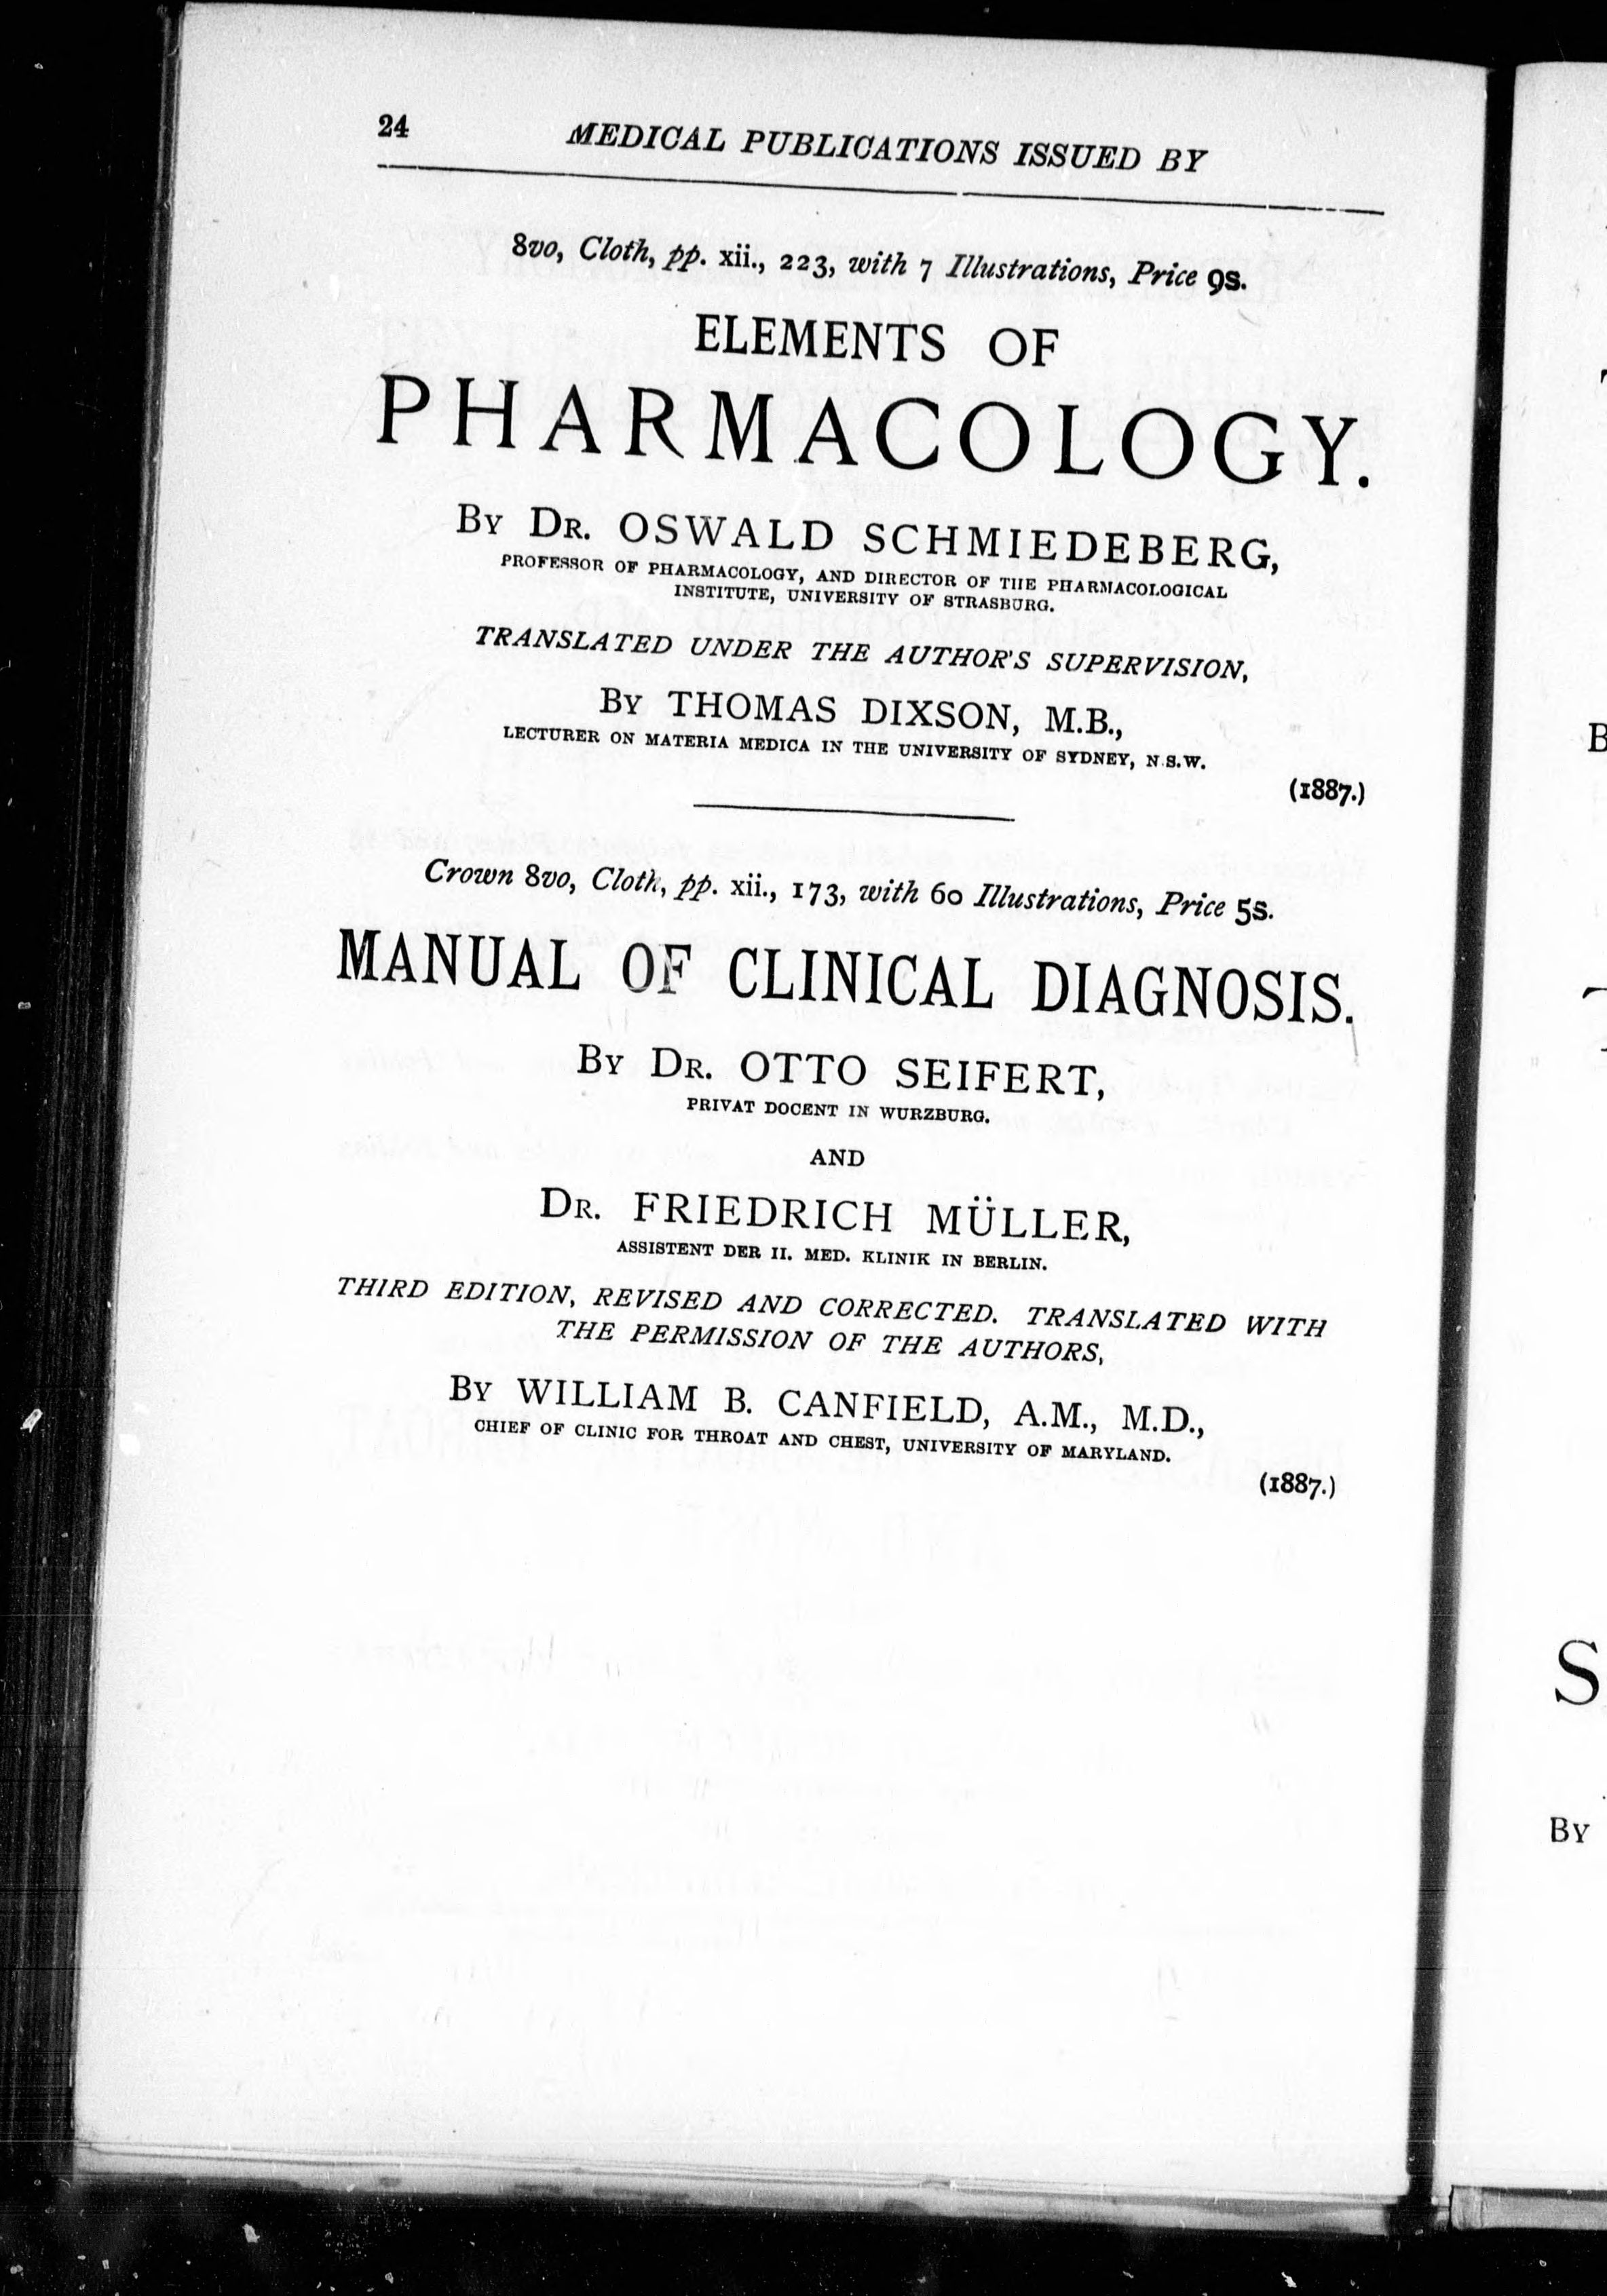 24 MEDICAL PUBLICATIONS ISSUED BY
8vo, Cloth, pp. xii., 223, with 7 Illustrations, Price 9s.
ELEMENTS OF
PHARMACOLOGY.
By Dr. OSWALD SCHMIEDEBERG,
PROFESSOR OF PHARMACOLOGY, AND DIRECTOR OF THE PHARMACOLOGICAL
INSTITUTE, UNIVERSITY OF STRASBURG.
TRANSLATED UNDER THE AUTHOR'S SUPERVISION,
By THOMAS DIXSON, M.B.,
LECTURER ON MATERIA MEDICA IN THE UNIVERSITY OF SYDNEY, N.S.W.
(1887.)
Crown 8vo, Cloth, pp. xii., 173, with 60 Illustrations, Price 5s.
MANUAL OF CLINICAL DIAGNOSIS.
By Dr. OTTO SEIFERT,
PRIVAT DOCENT IN WURZBURG.
AND
Dr. FRIEDRICH MÜLLER,
ASSISTENT DER II. MED. KLINIK IN BERLIN.
THIRD EDITION, REVISED AND CORRECTED. TRANSLATED WITH
THE PERMISSION OF THE AUTHORS,
By WILLIAM B. CANFIELD, A.M., M.D.,
CHIEF OF CLINIC FOR THROAT AND CHEST, UNIVERSITY OF MARYLAND.
(1887.)
B
S
By